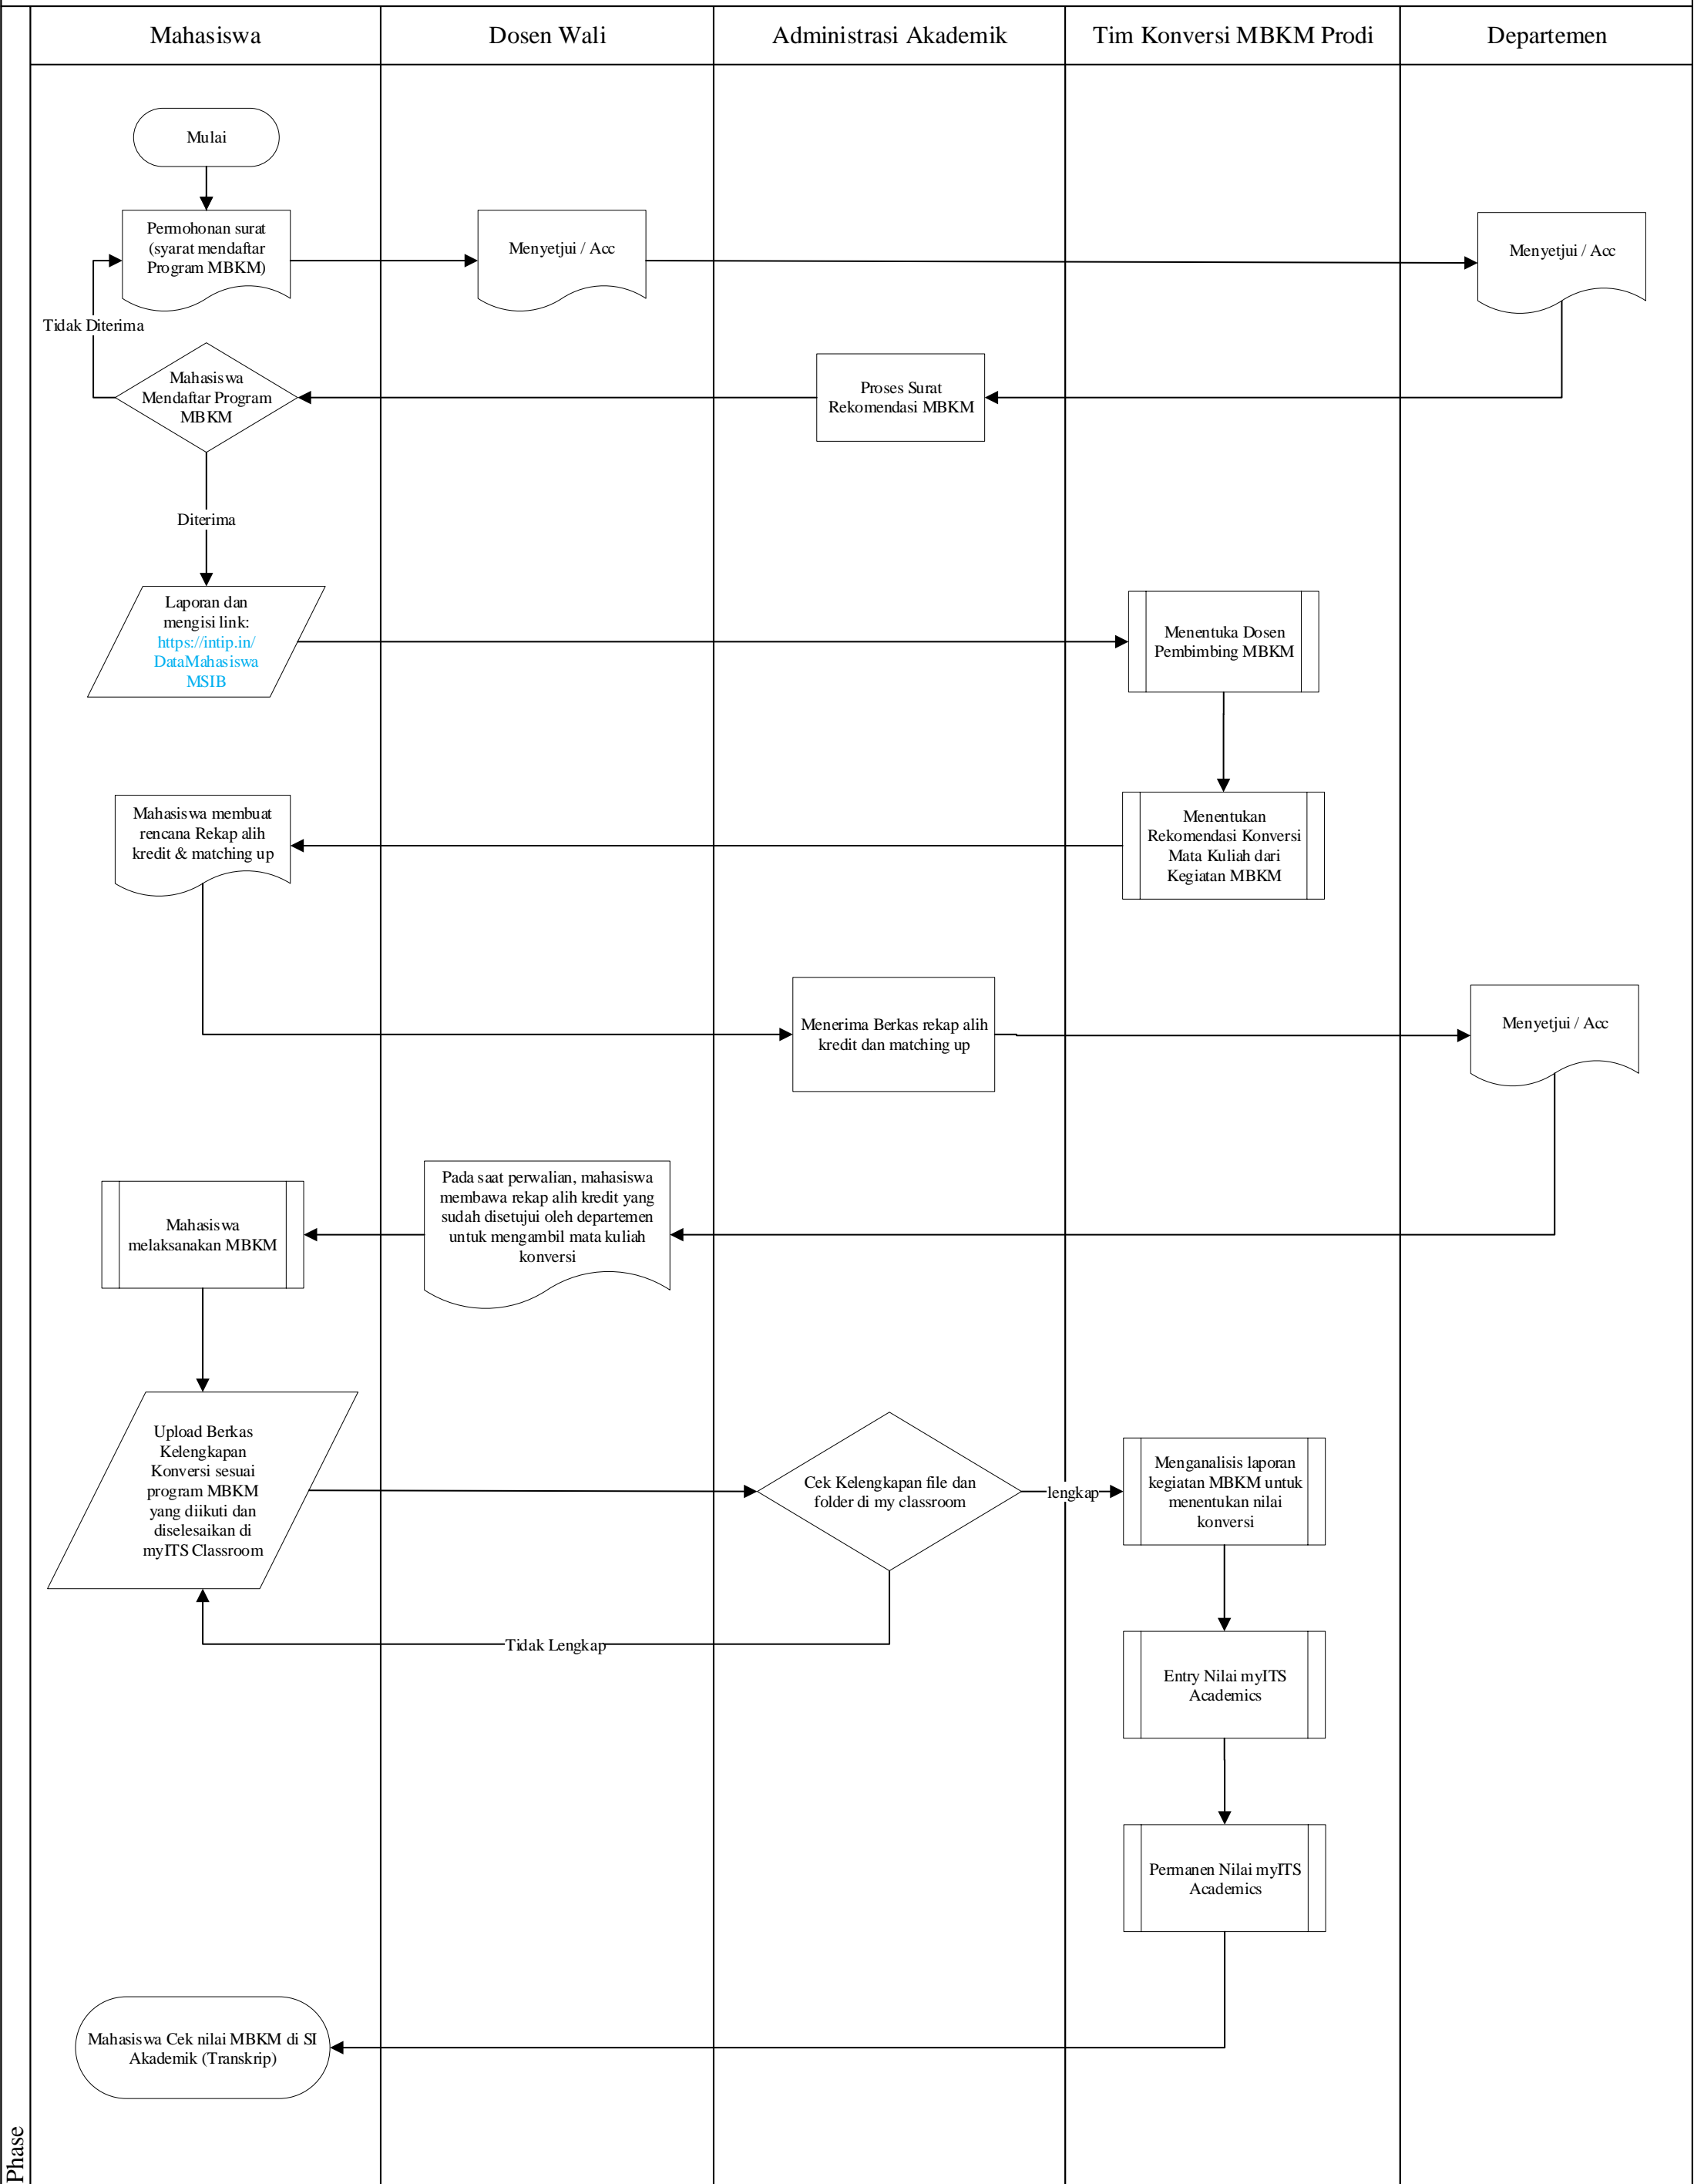 Mahasiswa
Dosen Wali
Administrasi Akademik
Tim Konversi MBKM Prodi
Departemen
Mulai
Permohonan surat
(syarat mendaftar
Program MBKM)
Menyetjui / Acc
Menyetjui / Acc
Tidak Diterima
Mahasiswa
Mendaftar Program
MBKM
Proses Surat
Rekomendasi MBKM
Diterima
Laporan dan
mengisi link:
https://intip.in/
DataMahasiswa
MSIB
Menentuka Dosen
Pembimbing MBKM
Mahasiswa membuat
rencana Rekap alih
kredit & matching up
Menentukan
Rekomendasi Konversi
Mata Kuliah dari
Kegiatan MBKM
Menerima Berkas rekap alih
kredit dan matching up
Menyetjui / Acc
Pada saat perwalian, mahasiswa
membawa rekap alih kredit yang
sudah disetujui oleh departemen
untuk mengambil mata kuliah
konversi
Mahasiswa
melaksanakan MBKM
Upload Berkas
Kelengkapan
Konversi sesuai
program MBKM
yang diikuti dan
diselesaikan di
myITS Classroom
Cek Kelengkapan file dan
folder di my classroom
lengkap
Menganalisis laporan
kegiatan MBKM untuk
menentukan nilai
konversi
Tidak Lengkap
Entry Nilai myITS
Academics
Permanen Nilai myITS
Academics
Mahasiswa Cek nilai MBKM di SI
Akademik (Transkrip)
Phase